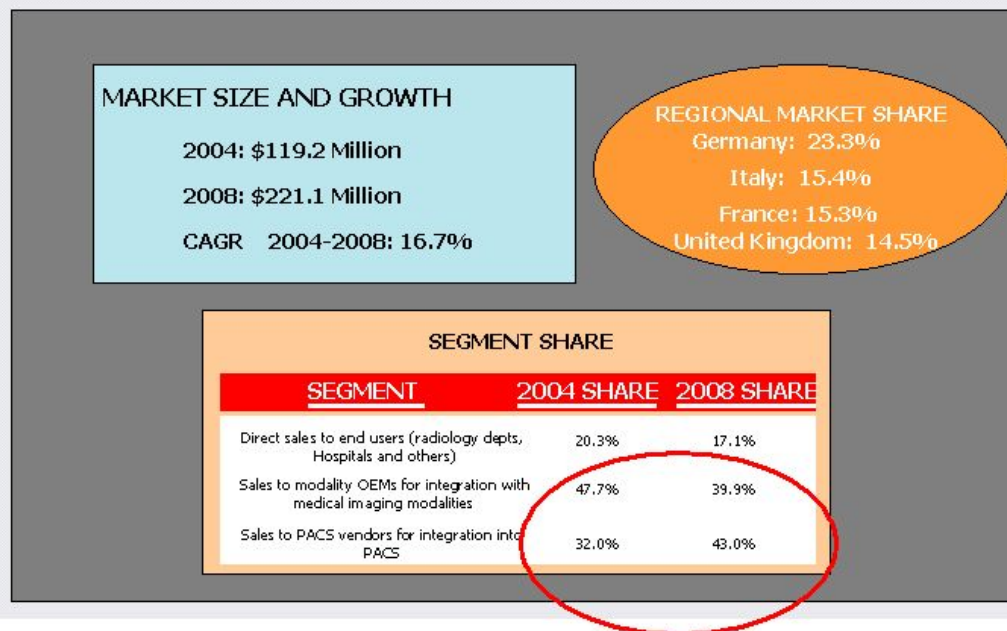 MARKET SIZE AND GROWTH
2004: $119.2 Million
2008: $221.1 Million
CAGR 2004-2008: 16.7%
REGIONAL MARKET SHARE
Germany: 23.3%
Italy: 15.4%
France: 15.3%
United Kingdom: 14.5%
SEGMENT SHARE
SEGMENT 2004 SHARE 2008 SHARE
Direct sales to end users (radiology depts, 20.3% 17.1%
Hospitals and others)
Sales to modality OEMs for integration with 47.7% 39.9%
medical imaging modalities
Sales to PACS vendors for integration into 32.0% 43.0%
PACS